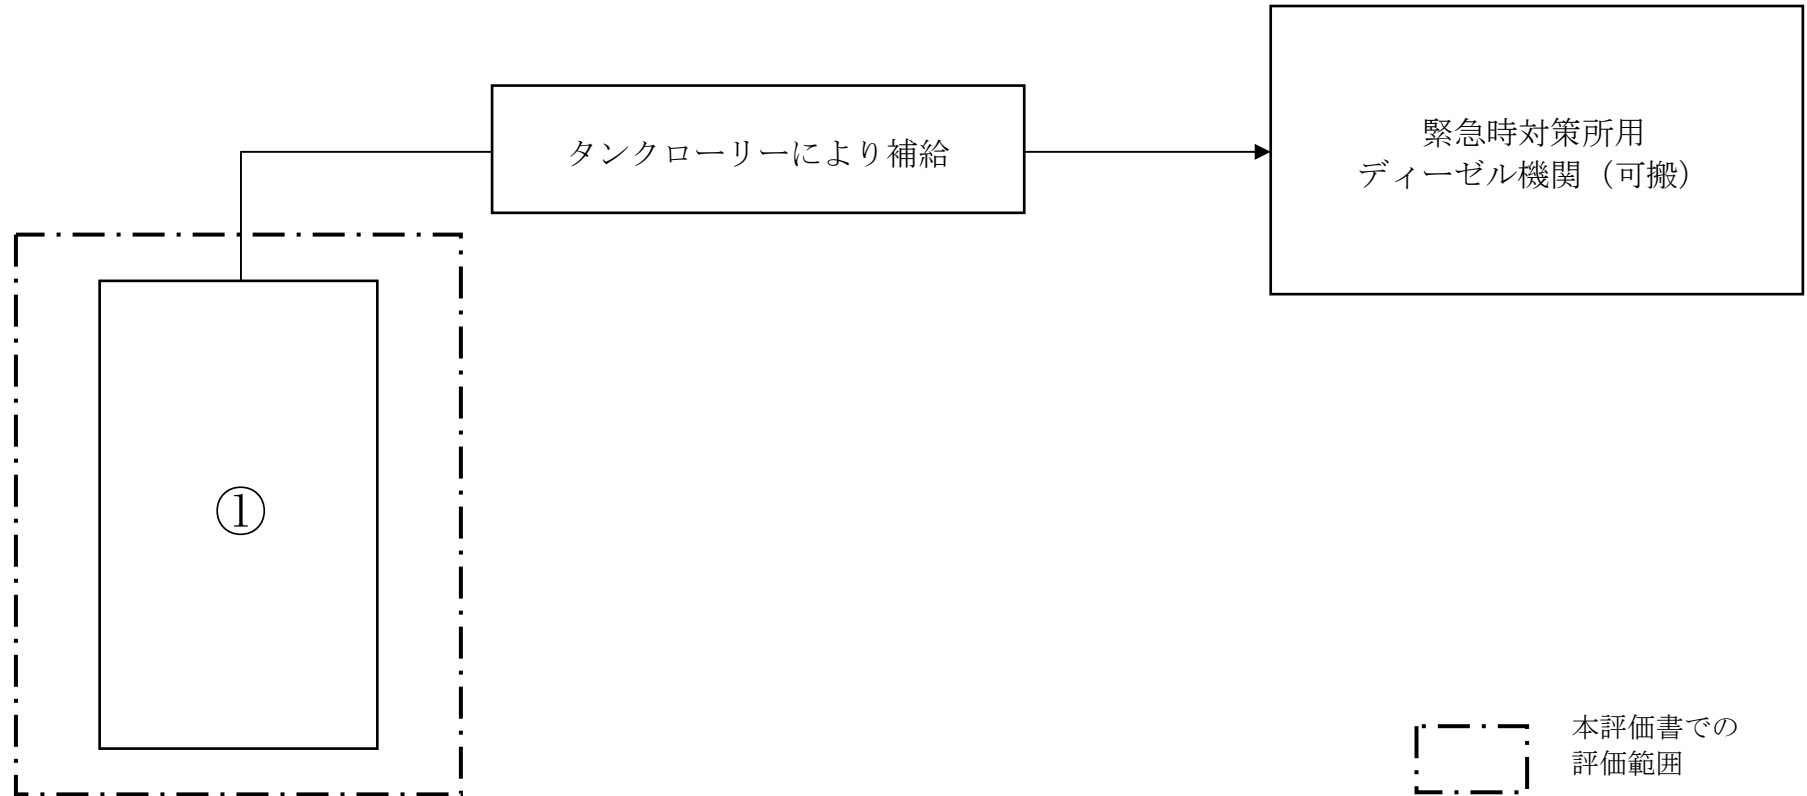 緊急時対策所用
ディーゼル機関（可搬）
タンクローリーにより補給
①
本評価書での
評価範囲